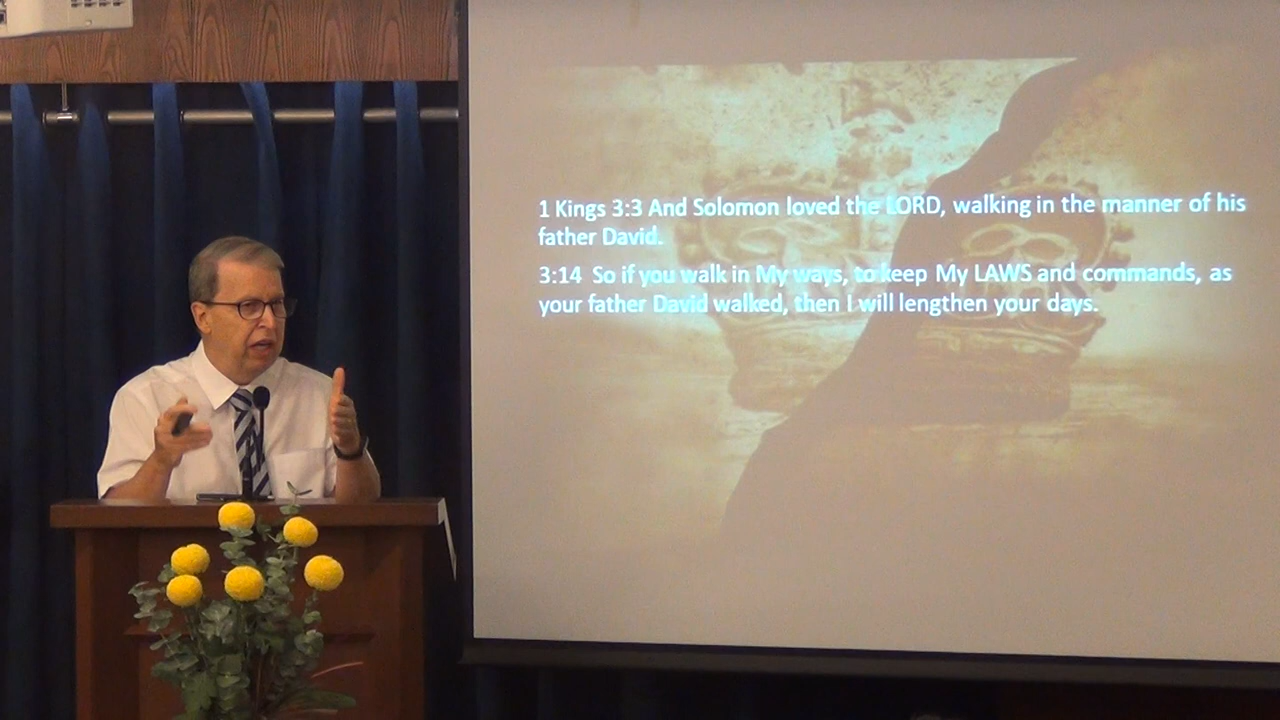 1 Kings 3:3 And Solomon loved the LORD, walking in the manner of his
father David.
3:14 So if you walk in My ways, to keep My LAWS and commands, as
your father David walked, then I will lengthen your days.